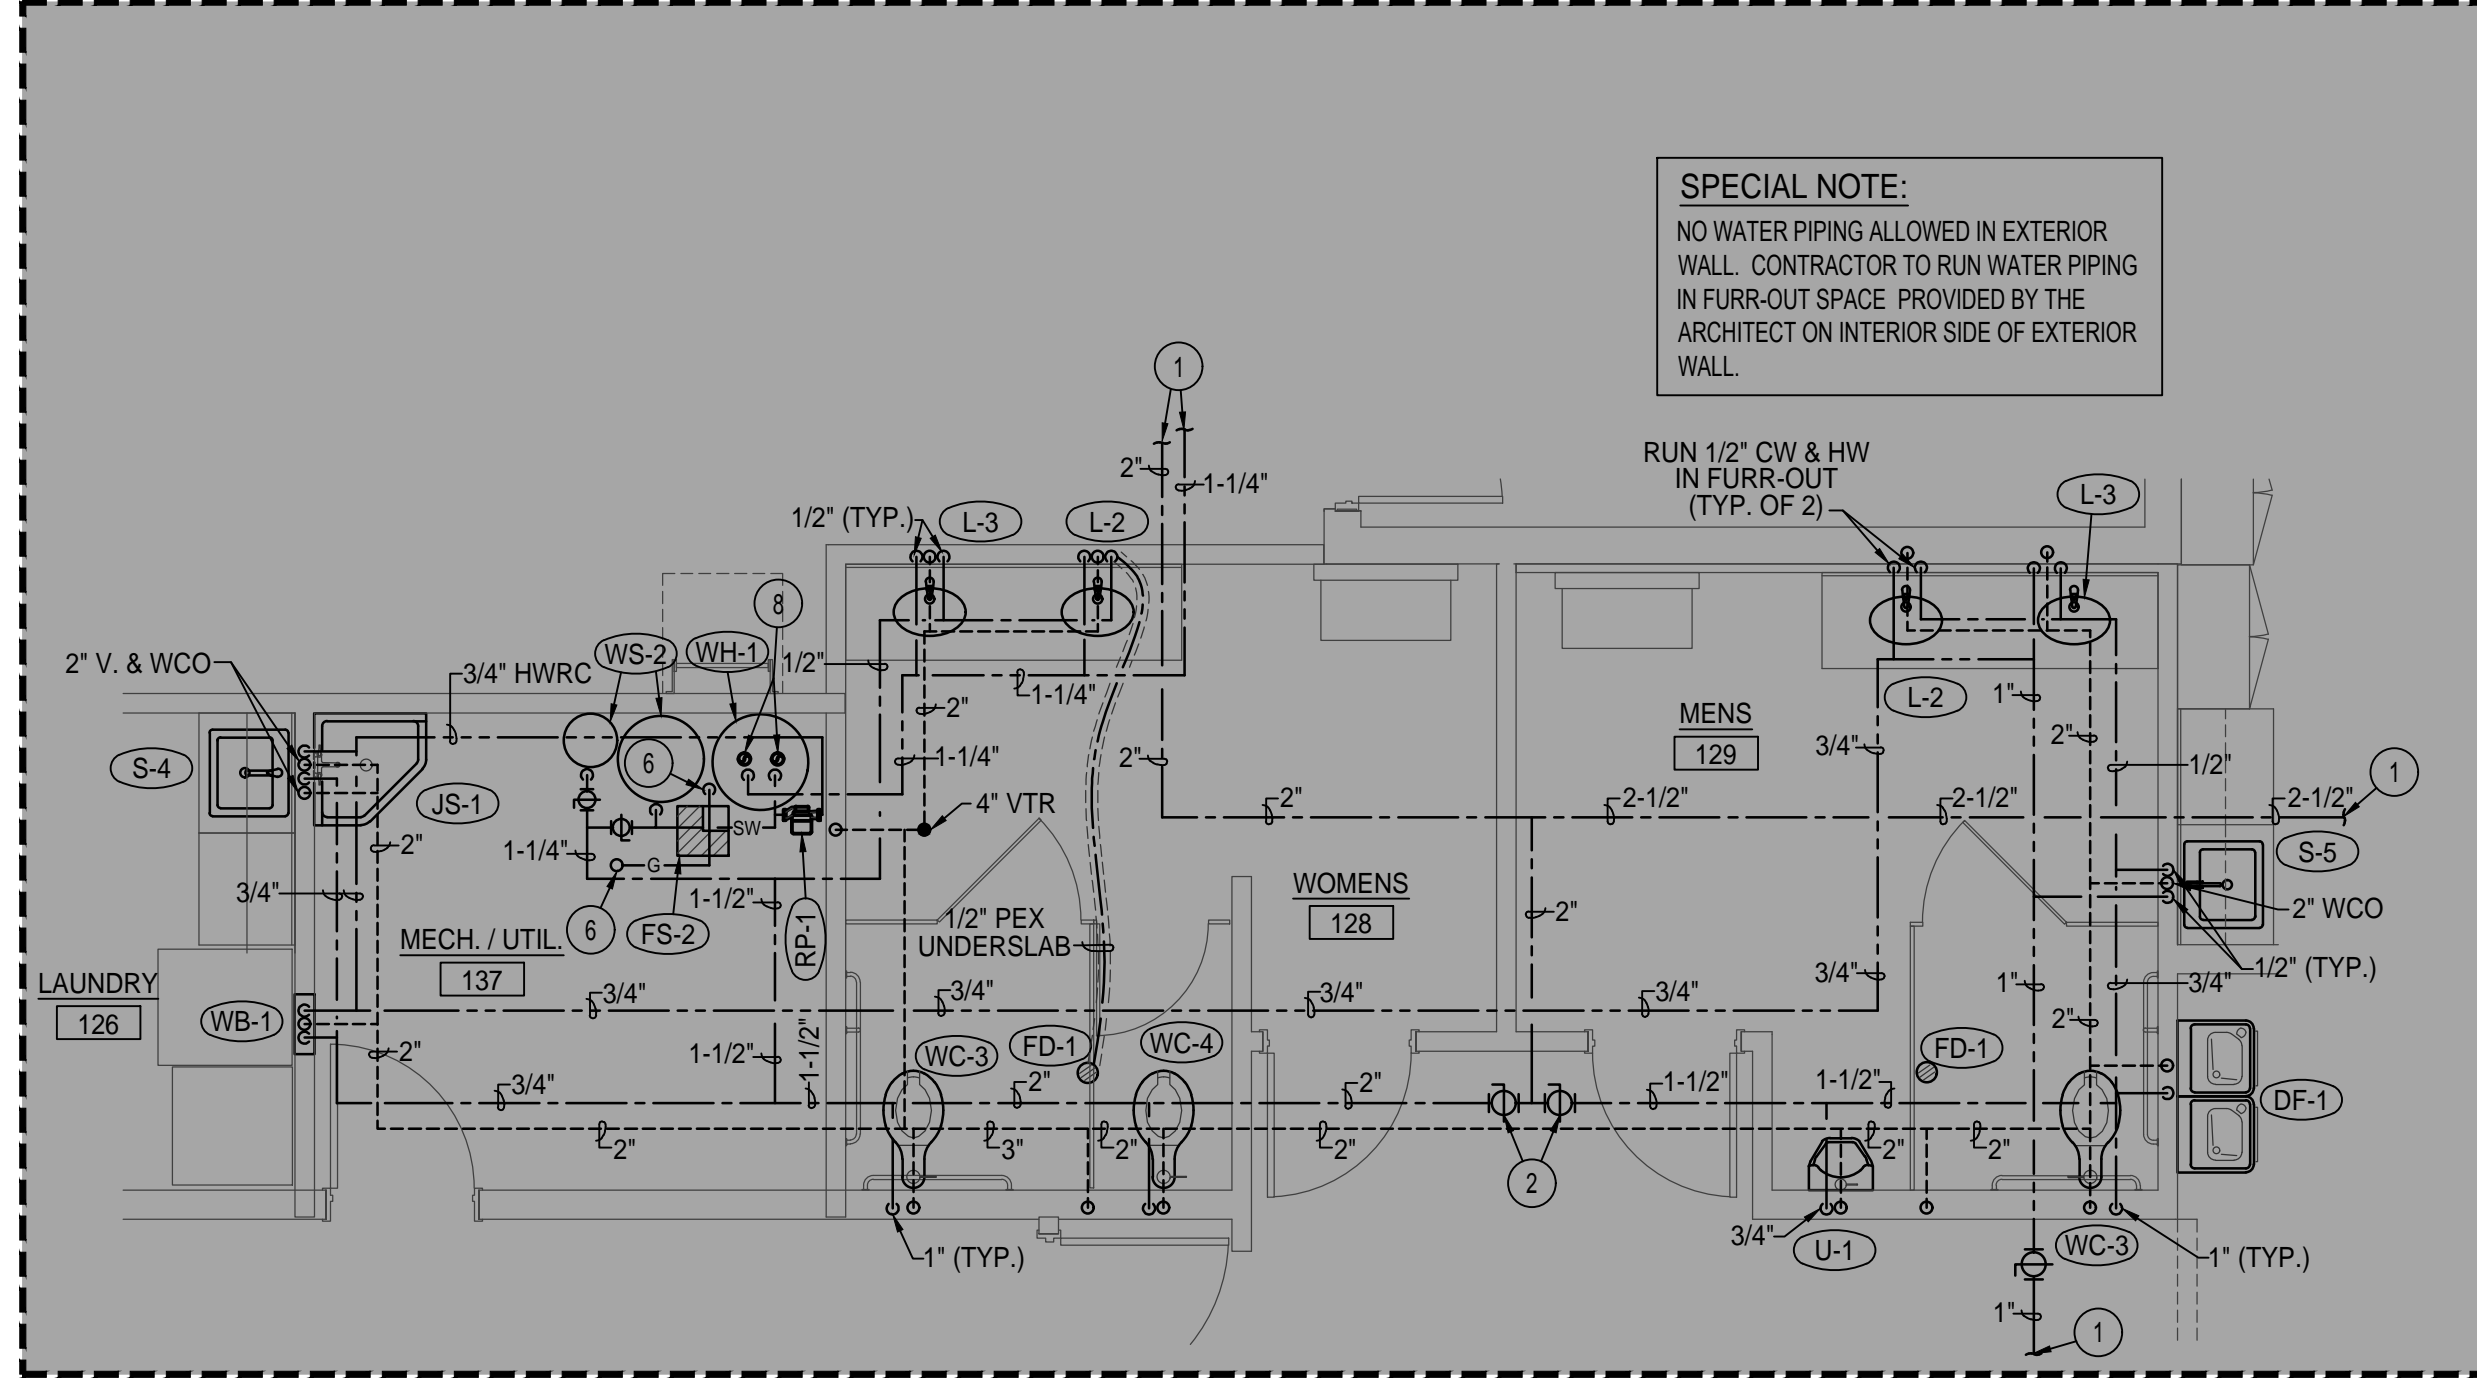 SPECIAL NOTE:
NO WATER PIPING ALLOWED IN EXTERIOR
WALL. CONTRACTOR TO RUN WATER PIPING
IN FURR-OUT SPACE PROVIDED BY THE
ARCHITECT ON INTERIOR SIDE OF EXTERIOR
WALL.
1
RUN 1/2" CW & HW
IN FURR-OUT
(TYP. OF 2)
2"
1-1/4"
L-3
1/2" (TYP.)
L-3
L-2
8
2" V. & WCO
3/4" HWRC
WS-2
WH-1
1/2"
1-1/4"
2"
L-2
1"
MENS
129
2"
3/4"
S-4
6
1-1/4"
2"
1/2"
1
JS-1
4" VTR
2"
2-1/2"
2-1/2"
2-1/2"
SW
2"
1-1/4"
G
S-5
3/4"
1-1/2"
WOMENS
128
2"
2" WCO
6
FS-2
RP-1
1/2" PEX
UNDERSLAB
MECH. / UTIL.
137
3/4"
1/2" (TYP.)
LAUNDRY
126
1"
3/4"
3/4"
3/4"
3/4"
3/4"
WB-1
2"
2"
1-1/2"
1-1/2"
WC-3
FD-1
WC-4
FD-1
3/4"
2"
2"
1-1/2"
1-1/2"
DF-1
2"
3"
2"
2"
2"
2"
2
3/4"
U-1
WC-3
1" (TYP.)
1" (TYP.)
1"
1